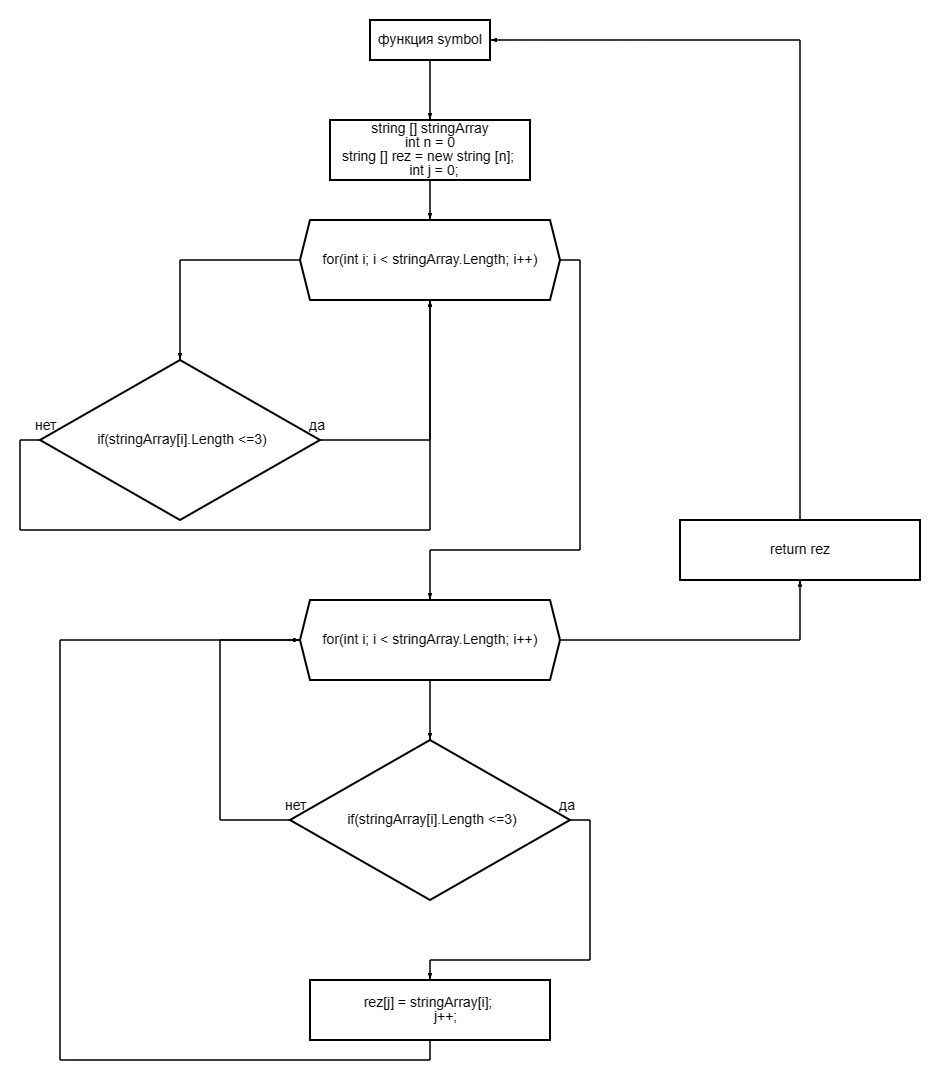 функция symbol
string [] stringArray
int n = 0
string [] rez = new string [n];
int j = 0;
for(int i; i < stringArray.Length; i++)
нет
да
if(stringArray[i].Length <=3)
return rez
for(int i; i < stringArray.Length; i++)
нет
да
if(stringArray[i].Length <=3)
rez[j] = stringArray[i];
j++;